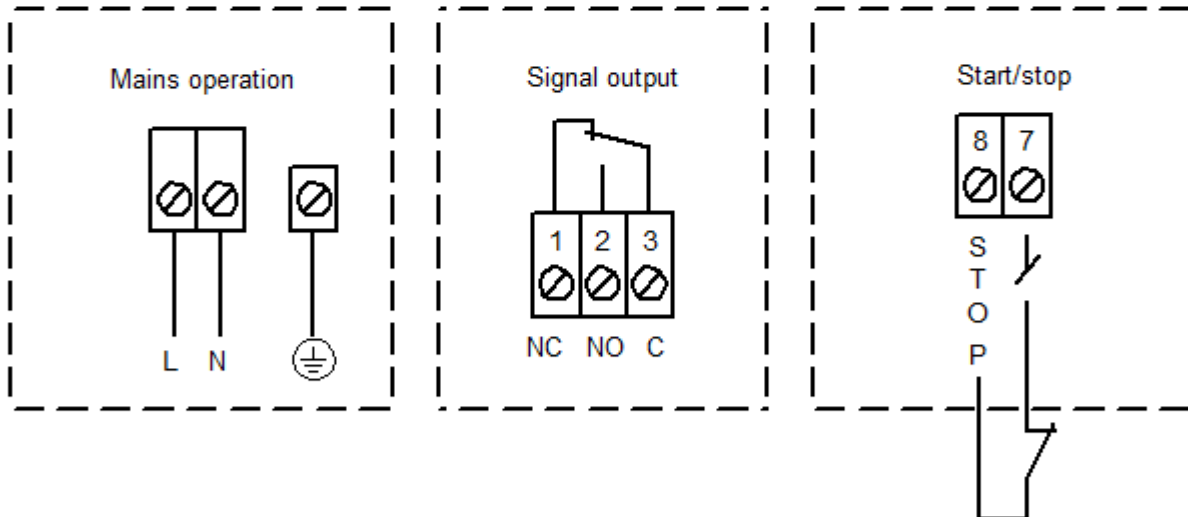 Mains operation
L N
Signal output
1 2 3
NC NO C
Start/stop
8 7
S
T
O
P